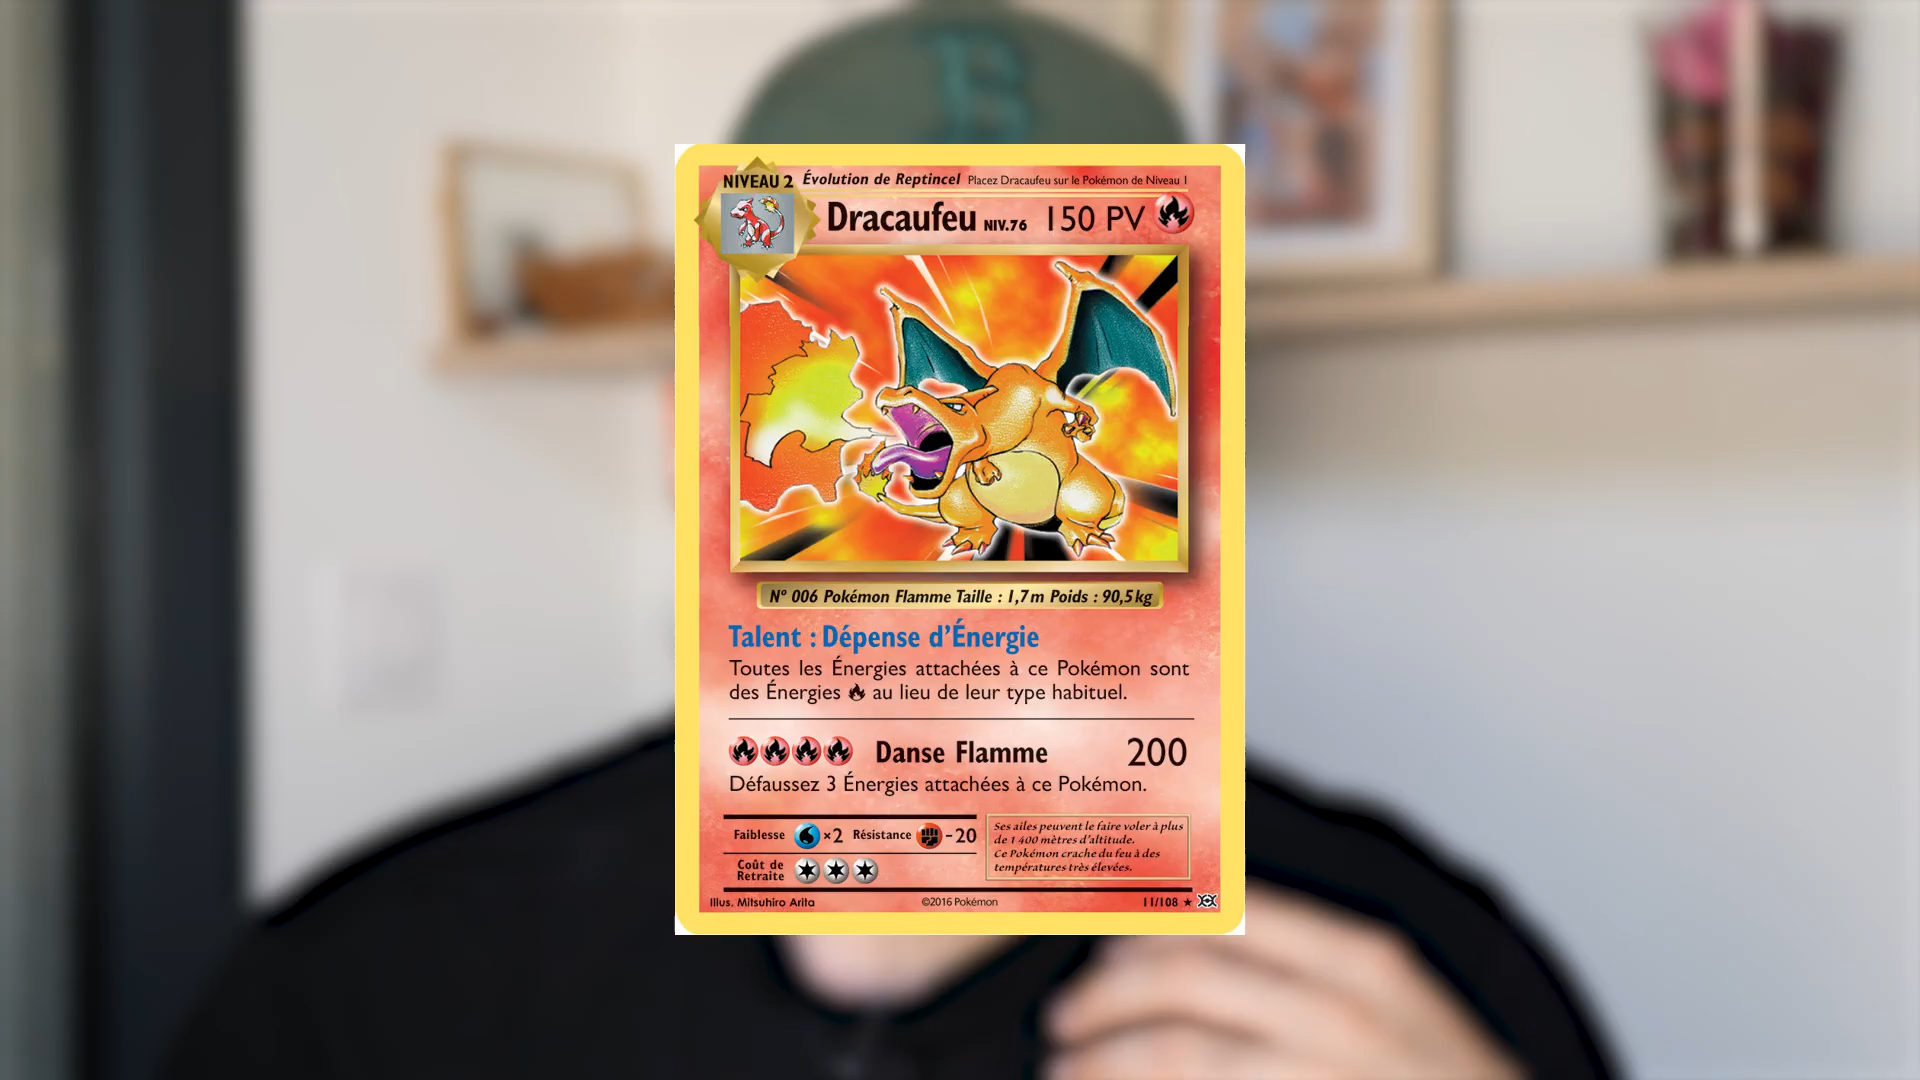 B
NIVEAU 2 Évolution de Reptincel Placez Dracaufeu sur le Pokémon de Niveau 1
Dracaufeu NIV.76 150 PV
N° 006 Pokémon Flamme Taille : 1,7m Poids : 90,5kg
Talent : Dépense d'Énergie
Toutes les Énergies attachées à ce Pokémon sont
des Énergies au lieu de leur type habituel.
Danse Flamme 200
Défaussez 3 Énergies attachées à ce Pokémon.
Faiblesse ×2 Résistance -20
Coût de
Retraite
Ses ailes peuvent le faire voler à plus
de 1 400 mètres d'altitude.
Ce Pokémon crache du feu à des
températures très élevées.
Illus. Mitsuhiro Arita ©2016 Pokémon 11/108